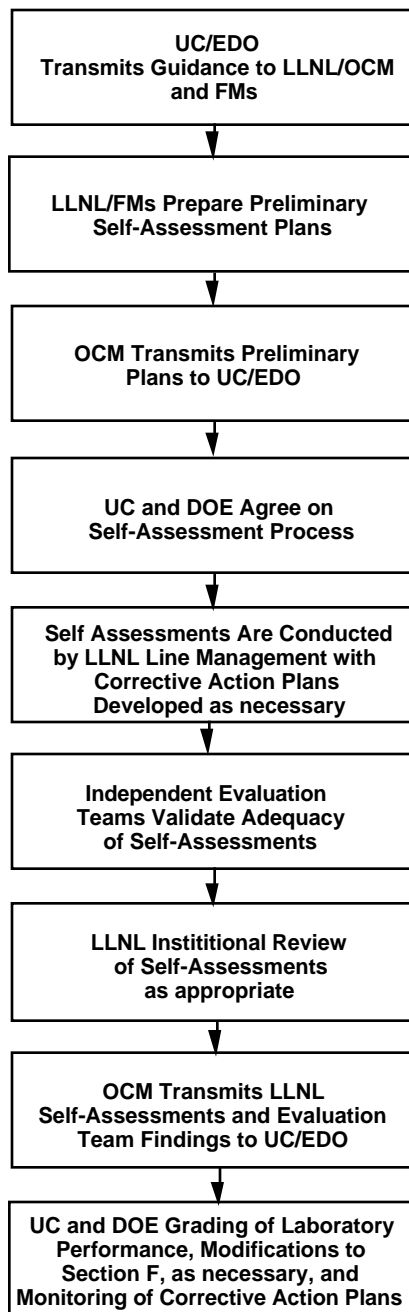 UC/EDO
Transmits Guidance to LLNL/OCM
and FMs
LLNL/FMs Prepare Preliminary
Self-Assessment Plans
OCM Transmits Preliminary
Plans to UC/EDO
UC and DOE Agree on
Self-Assessment Process
Self Assessments Are Conducted
by LLNL Line Management with
Corrective Action Plans
Developed as necessary
Independent Evaluation
Teams Validate Adequacy
of Self-Assessments
LLNL Instititional Review
of Self-Assessments
as appropriate
OCM Transmits LLNL
Self-Assessments and Evaluation
Team Findings to UC/EDO
UC and DOE Grading of Laboratory
Performance, Modifications to
Section F, as necessary, and
Monitoring of Corrective Action Plans